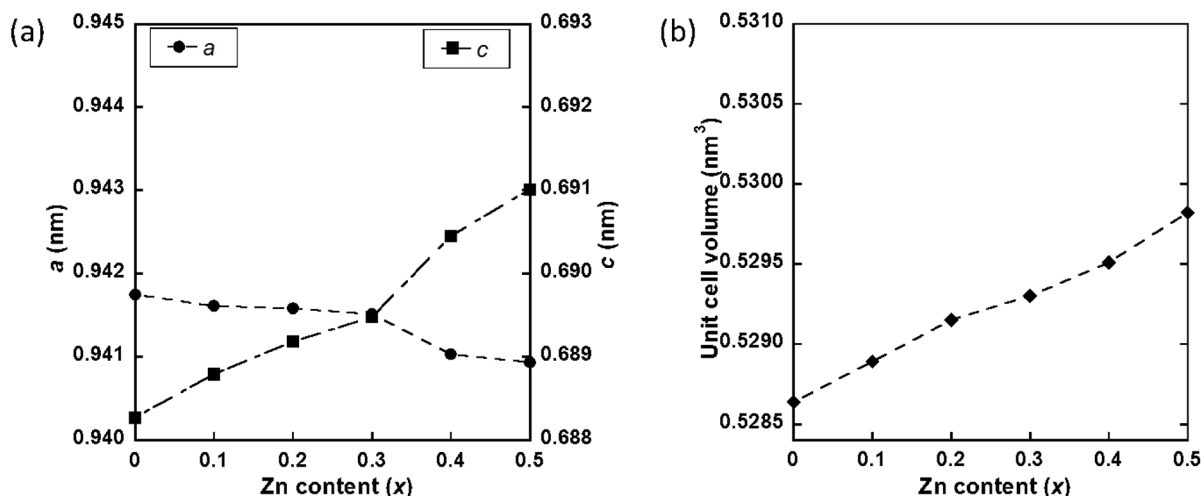 (a)
a
c
0.945
0.944
0.943
0.942
0.941
0.940
a (nm)
0.693
0.692
0.691
0.690
0.689
0.688
c (nm)
0 0.1 0.2 0.3 0.4 0.5
Zn content (x)
(b)
0.5310
0.5305
0.5300
0.5295
0.5290
0.5285
Unit cell volume (nm³)
0 0.1 0.2 0.3 0.4 0.5
Zn content (x)